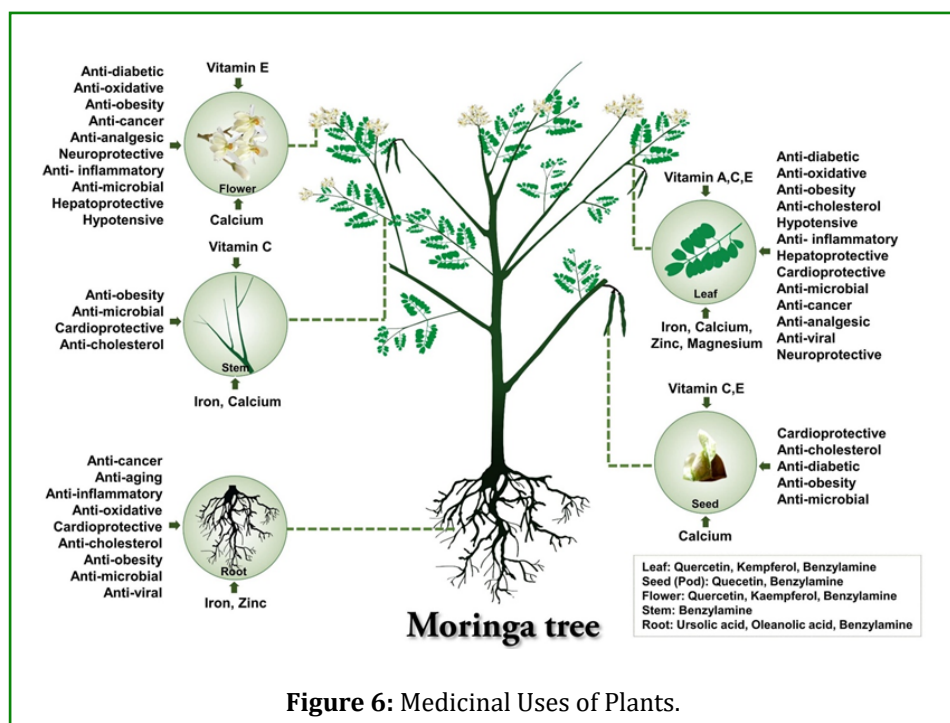 Vitamin E
Anti-diabetic
Anti-oxidative
Anti-obesity
Anti-cancer
Anti-analgesic
Neuroprotective
Anti- inflammatory
Anti-microbial
Hepatoprotective
Hypotensive
Flower
Calcium
Vitamin C
Anti-obesity
Anti-microbial
Cardioprotective
Anti-cholesterol
Stem
Iron, Calcium
Anti-cancer
Anti-aging
Anti-inflammatory
Anti-oxidative
Cardioprotective
Anti-cholesterol
Anti-obesity
Anti-microbial
Anti-viral
Root
Iron, Zinc
Vitamin A,C,E
Leaf
Iron, Calcium,
Zinc, Magnesium
Anti-diabetic
Anti-oxidative
Anti-obesity
Anti-cholesterol
Hypotensive
Anti- inflammatory
Hepatoprotective
Cardioprotective
Anti-microbial
Anti-cancer
Anti-analgesic
Anti-viral
Neuroprotective
Vitamin C,E
Seed
Calcium
Cardioprotective
Anti-cholesterol
Anti-diabetic
Anti-obesity
Anti-microbial
Leaf: Quercetin, Kempferol, Benzylamine
Seed (Pod): Quecetin, Benzylamine
Flower: Quercetin, Kaempferol, Benzylamine
Stem: Benzylamine
Root: Ursolic acid, Oleanolic acid, Benzylamine
Moringa tree
Figure 6: Medicinal Uses of Plants.